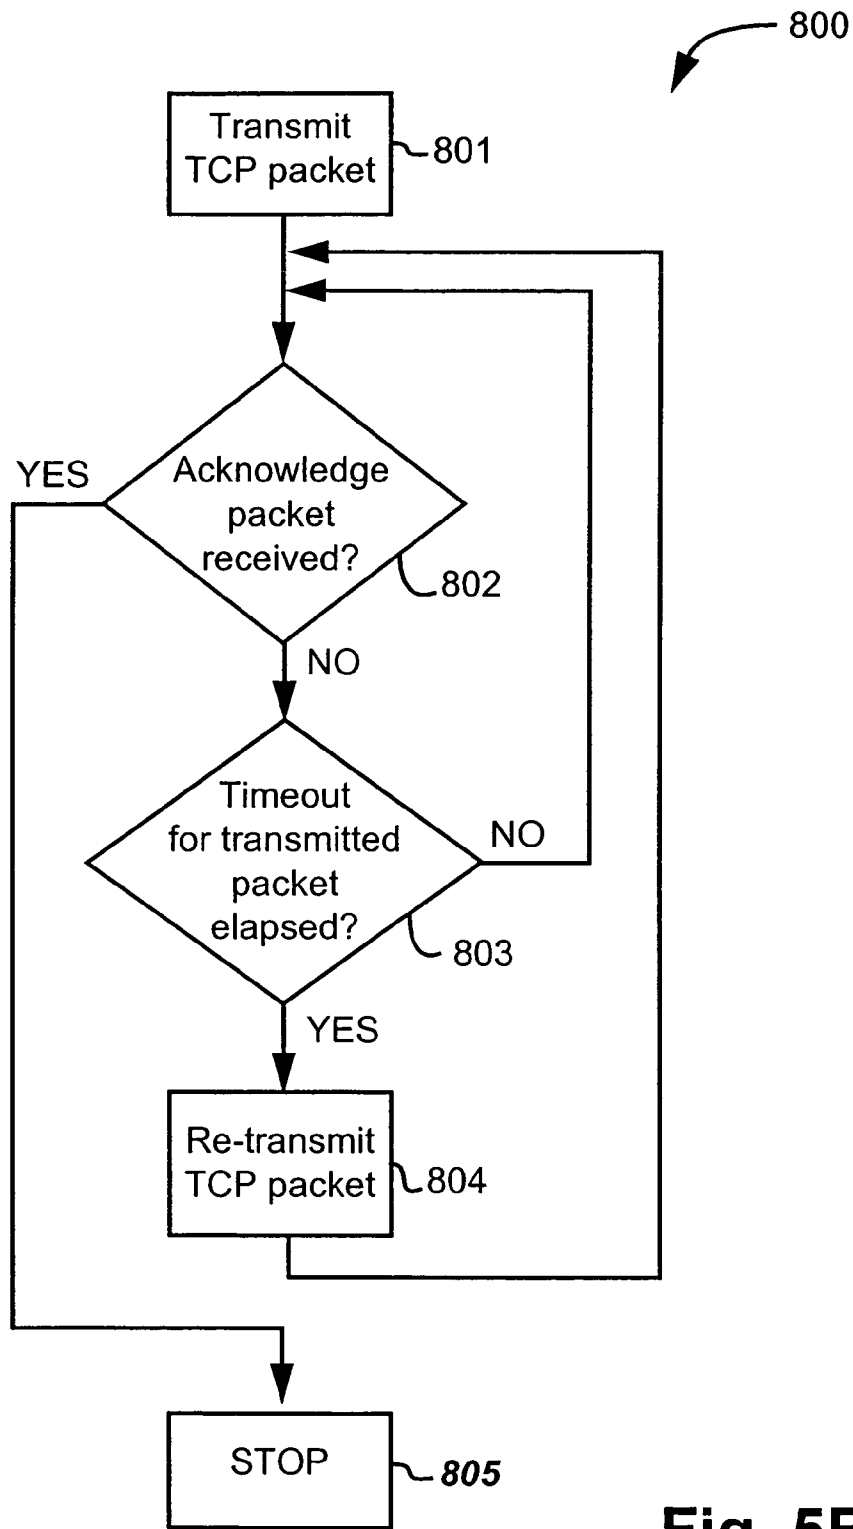 800
Transmit
TCP packet
801
YES
Acknowledge
packet
received?
802
NO
Timeout
for transmitted
packet
elapsed?
NO
803
YES
Re-transmit
TCP packet
804
STOP
805
Fig.